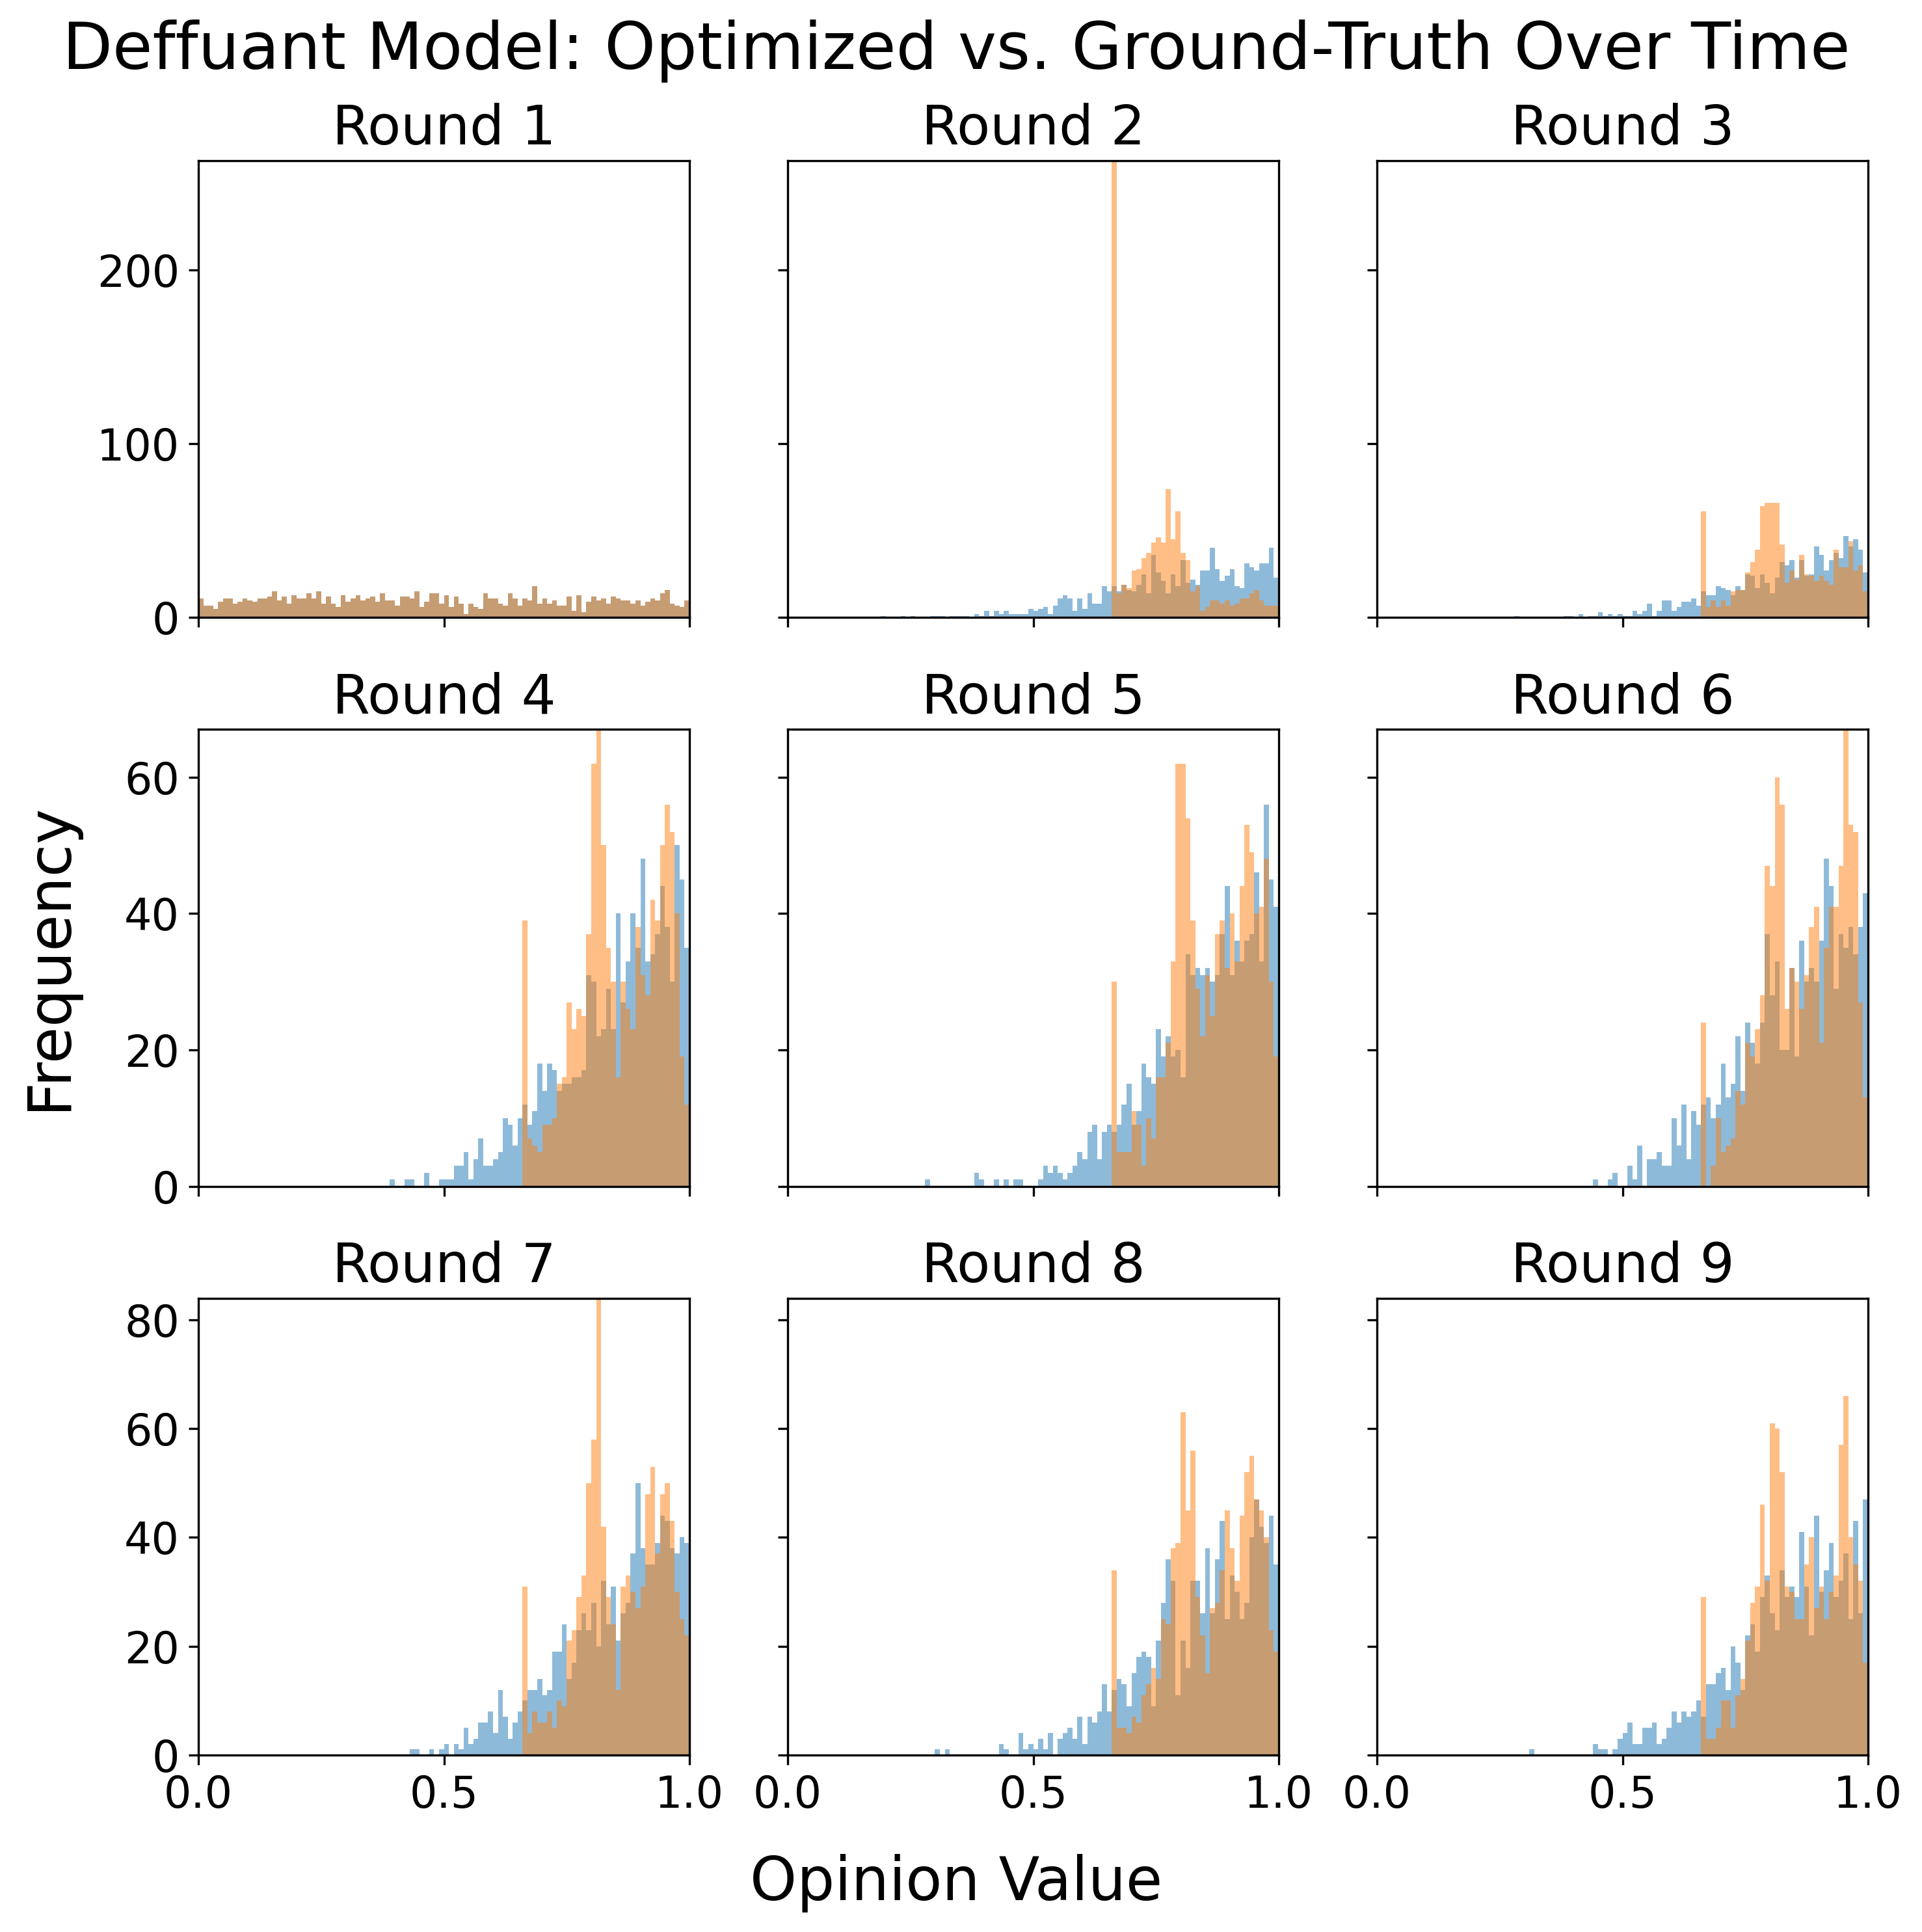 Deffuant Model: Optimized vs. Ground-Truth Over Time
Round 1
Round 2
Round 3
200
100
0
Round 4
Round 5
Round 6
60
40
20
0
Frequency
Round 7
Round 8
Round 9
80
60
40
20
0
0.0 0.5 1.0 0.0 0.5 1.0 0.0 0.5 1.0
Opinion Value